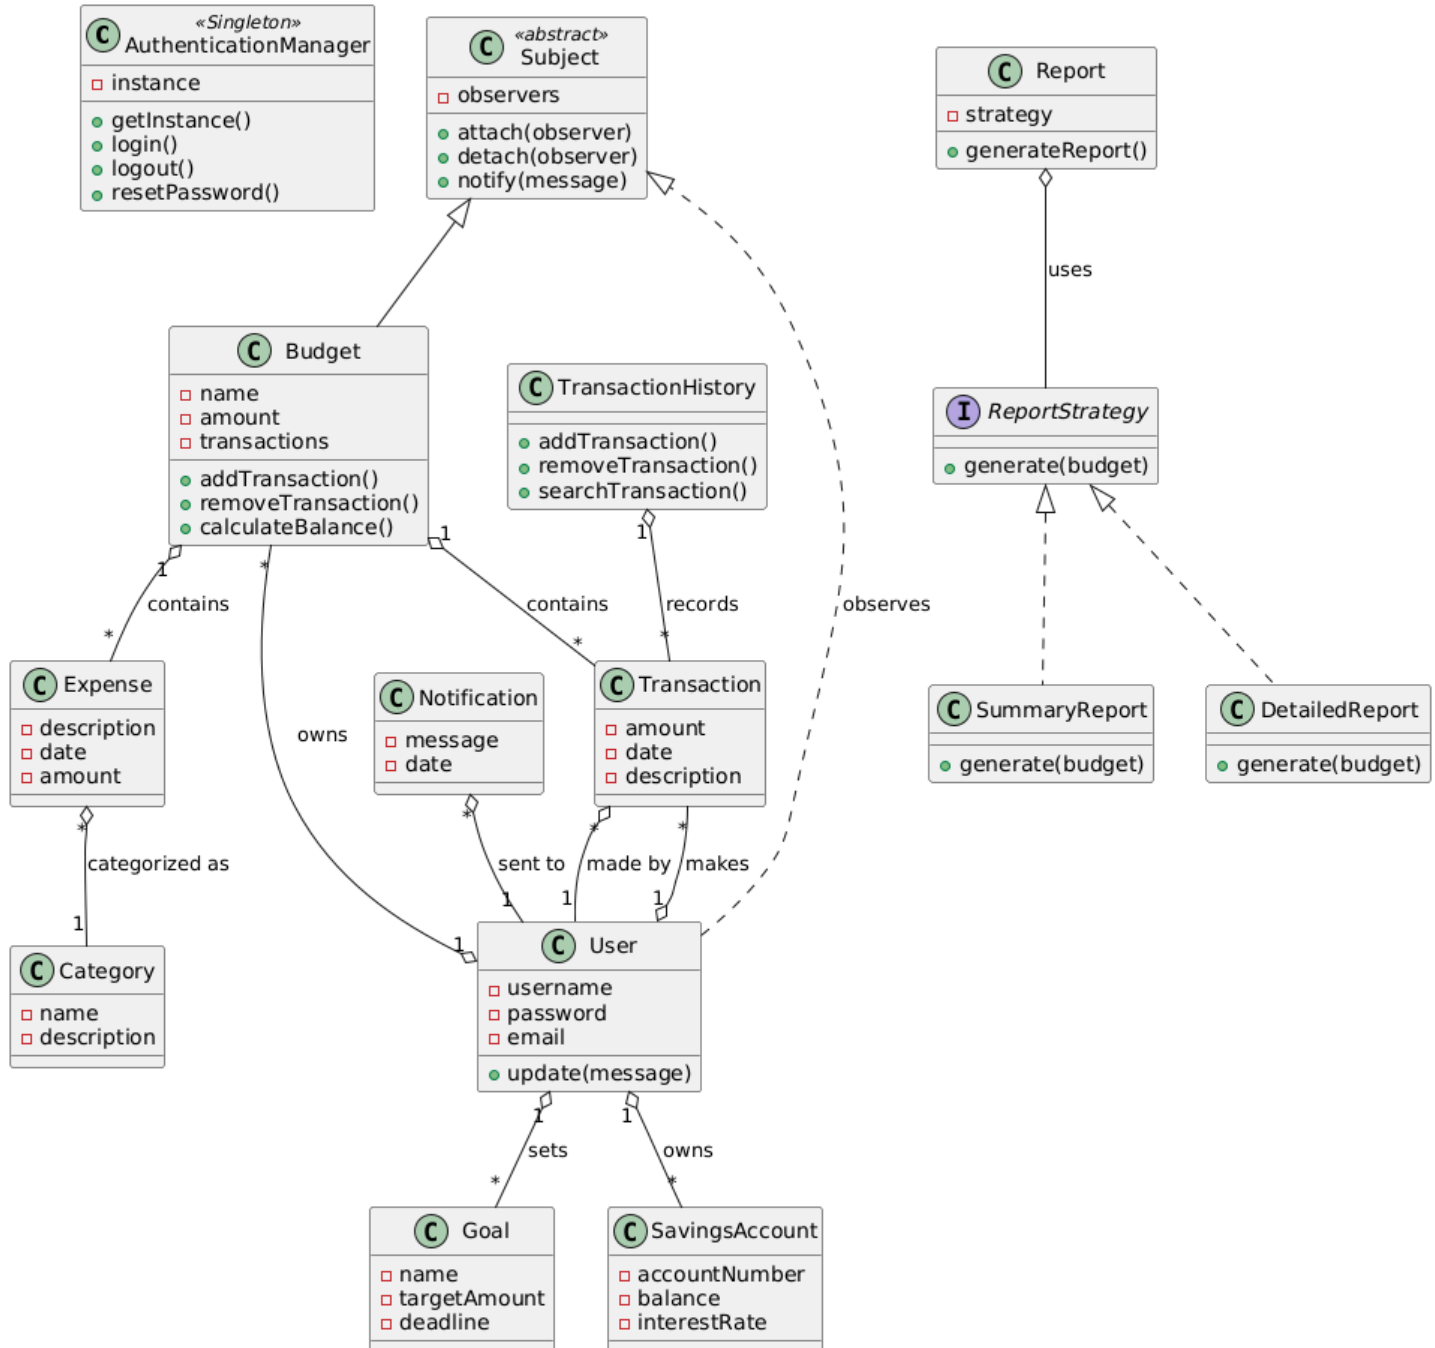 C
«Singleton»
AuthenticationManager
instance
getInstance()
login()
logout()
resetPassword()
C
«abstract»
Subject
observers
attach(observer)
detach(observer)
notify(message)
C Report
strategy
generateReport()
uses
C Budget
name
amount
transactions
addTransaction()
removeTransaction()
calculateBalance()
C TransactionHistory
addTransaction()
removeTransaction()
searchTransaction()
I ReportStrategy
generate(budget)
1
*
1
1
contains
*
contains
*
records
*
observes
owns
C Expense
description
date
amount
C Notification
message
date
C Transaction
amount
date
description
C SummaryReport
generate(budget)
C DetailedReport
generate(budget)
*
categorized as
1
*
sent to
1
*
made by
1
*
makes
1
1
C Category
name
description
C User
username
password
email
update(message)
1
sets
*
1
owns
*
C Goal
name
targetAmount
deadline
C SavingsAccount
accountNumber
balance
interestRate